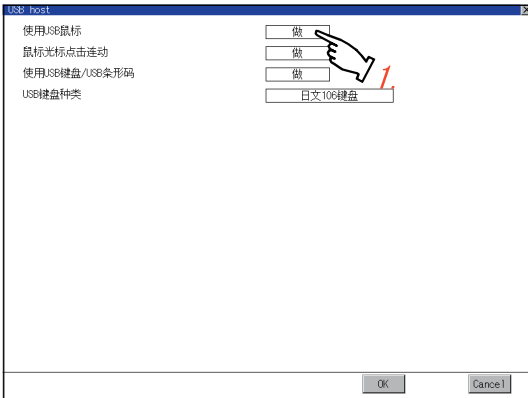 USB host
使用USB鼠标 做
鼠标光标点击连动 做
使用USB键盘/USB条形码 做
1.
USB键盘种类 日文106键盘
OK Cancel